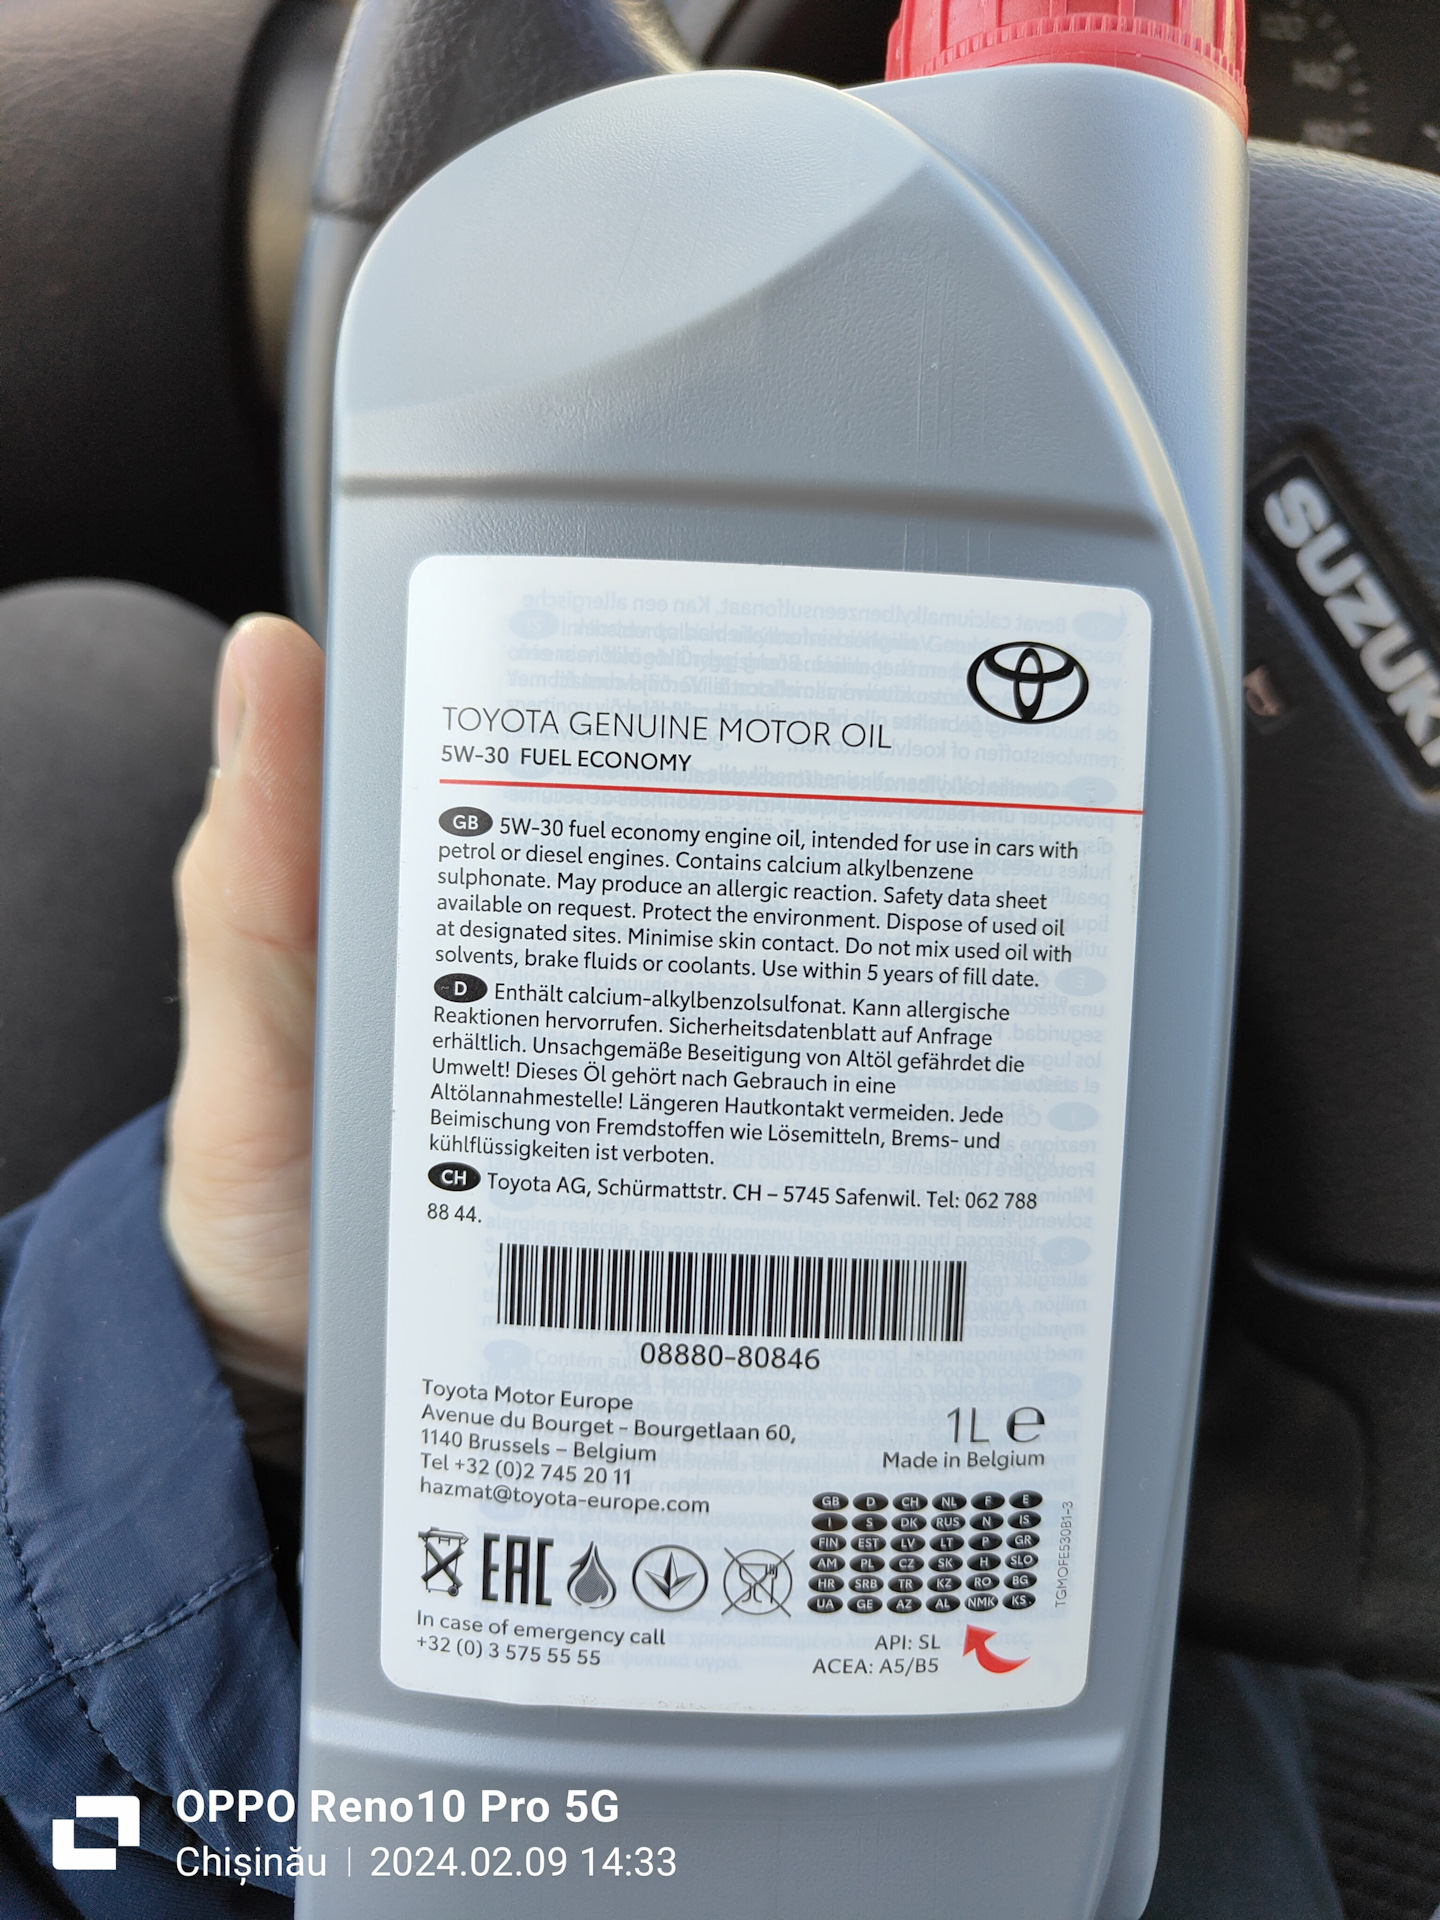 SUZUKI
TOYOTA GENUINE MOTOR OIL
5W-30 FUEL ECONOMY
GB 5W-30 fuel economy engine oil, intended for use in cars with
petrol or diesel engines. Contains calcium alkylbenzene
sulphonate. May produce an allergic reaction. Safety data sheet
available on request. Protect the environment. Dispose of used oil
at designated sites. Minimise skin contact. Do not mix used oil with
solvents, brake fluids or coolants. Use within 5 years of fill date.
D Enthält calcium-alkylbenzolsulfonat. Kann allergische
Reaktionen hervorrufen. Sicherheitsdatenblatt auf Anfrage
erhältlich. Unsachgemäße Beseitigung von Altöl gefährdet die
Umwelt! Dieses Öl gehört nach Gebrauch in eine
Altölannahmestelle! Längeren Hautkontakt vermeiden. Jede
Beimischung von Fremdstoffen wie Lösemitteln, Brems- und
kühlflüssigkeiten ist verboten.
CH Toyota AG, Schürmattstr. CH – 5745 Safenwil. Tel: 062 788
88 44.
08880-80846
Toyota Motor Europe
Avenue du Bourget - Bourgetlaan 60,
1140 Brussels – Belgium
Tel +32 (0)2 745 20 11
hazmat@toyota-europe.com
1L e
Made in Belgium
GB D CH NL F E
I S DK RUS N IS
FIN EST LV LT P GR
AM PL CZ SK H SLO
HR SRB TR KZ RO BG
UA GE AZ AL NMK KS
TGMOFE530B1-3
EAC
In case of emergency call
+32 (0) 3 575 55 55
API: SL
ACEA: A5/B5
OPPO Reno10 Pro 5G
Chișinău | 2024.02.09 14:33